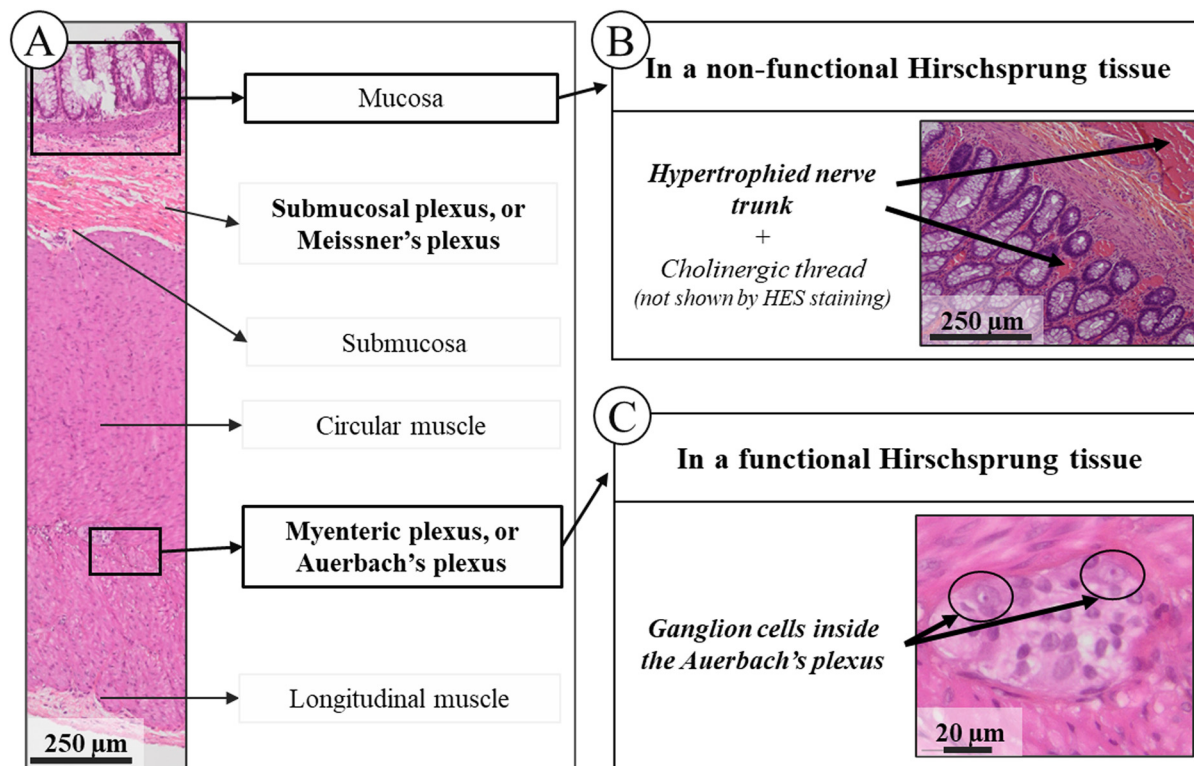 A
Mucosa
Submucosal plexus, or
Meissner’s plexus
Submucosa
Circular muscle
Myenteric plexus, or
Auerbach’s plexus
Longitudinal muscle
250 µm
B
In a non-functional Hirschsprung tissue
Hypertrophied nerve
trunk
+
Cholinergic thread
(not shown by HES staining)
250 µm
C
In a functional Hirschsprung tissue
Ganglion cells inside
the Auerbach’s plexus
20 µm